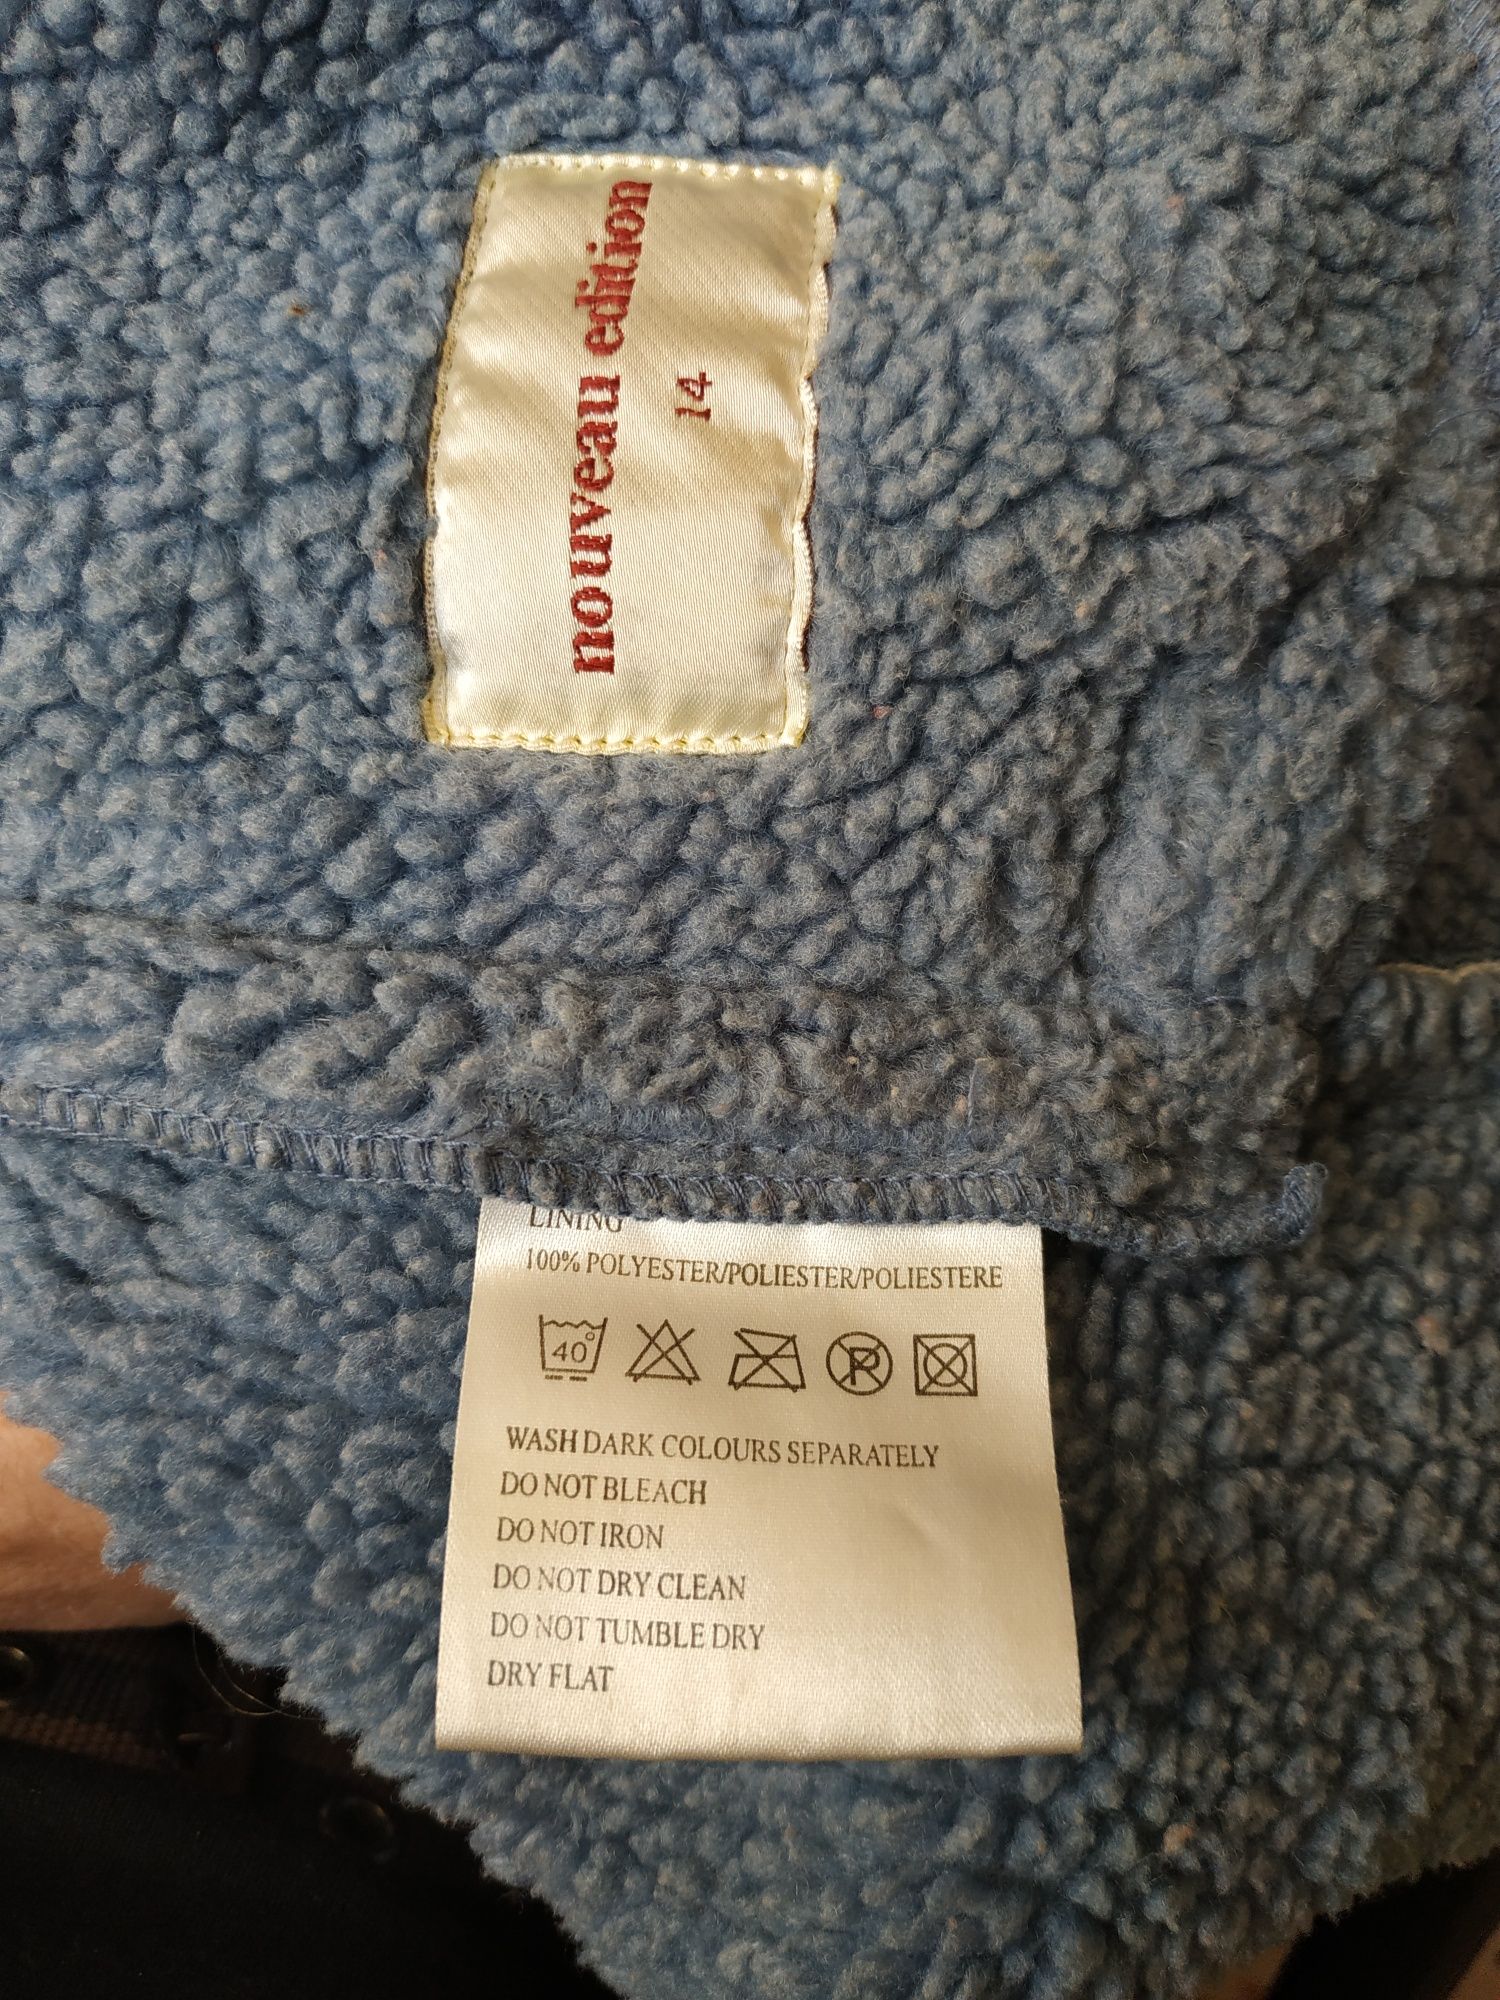 nouveau edition
14
LINING
100% POLYESTER/POLIESTER/POLIESTERE
40° P
WASH DARK COLOURS SEPARATELY
DO NOT BLEACH
DO NOT IRON
DO NOT DRY CLEAN
DO NOT TUMBLE DRY
DRY FLAT